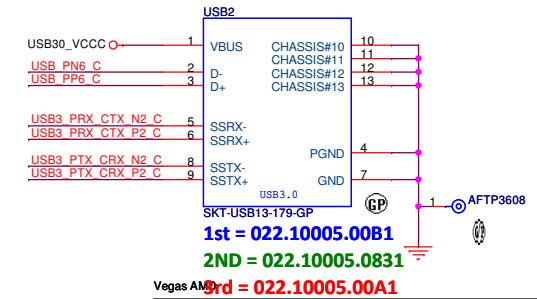 USB2
USB30_VCCC
1
VBUS
CHASSIS#10
10
CHASSIS#11
11
USB_PN6_C
2
D-
CHASSIS#12
12
USB_PP6_C
3
D+
CHASSIS#13
13
USB3_PRX_CTX_N2_C
5
SSRX-
USB3_PRX_CTX_P2_C
6
SSRX+
PGND
4
USB3_PTX_CRX_N2_C
8
SSTX-
USB3_PTX_CRX_P2_C
9
SSTX+
GND
7
USB3.0
GP
1
AFTP3608
SKT-USB13-179-GP
1st = 022.10005.00B1
2ND = 022.10005.0831
Vegas AMD
3rd = 022.10005.00A1